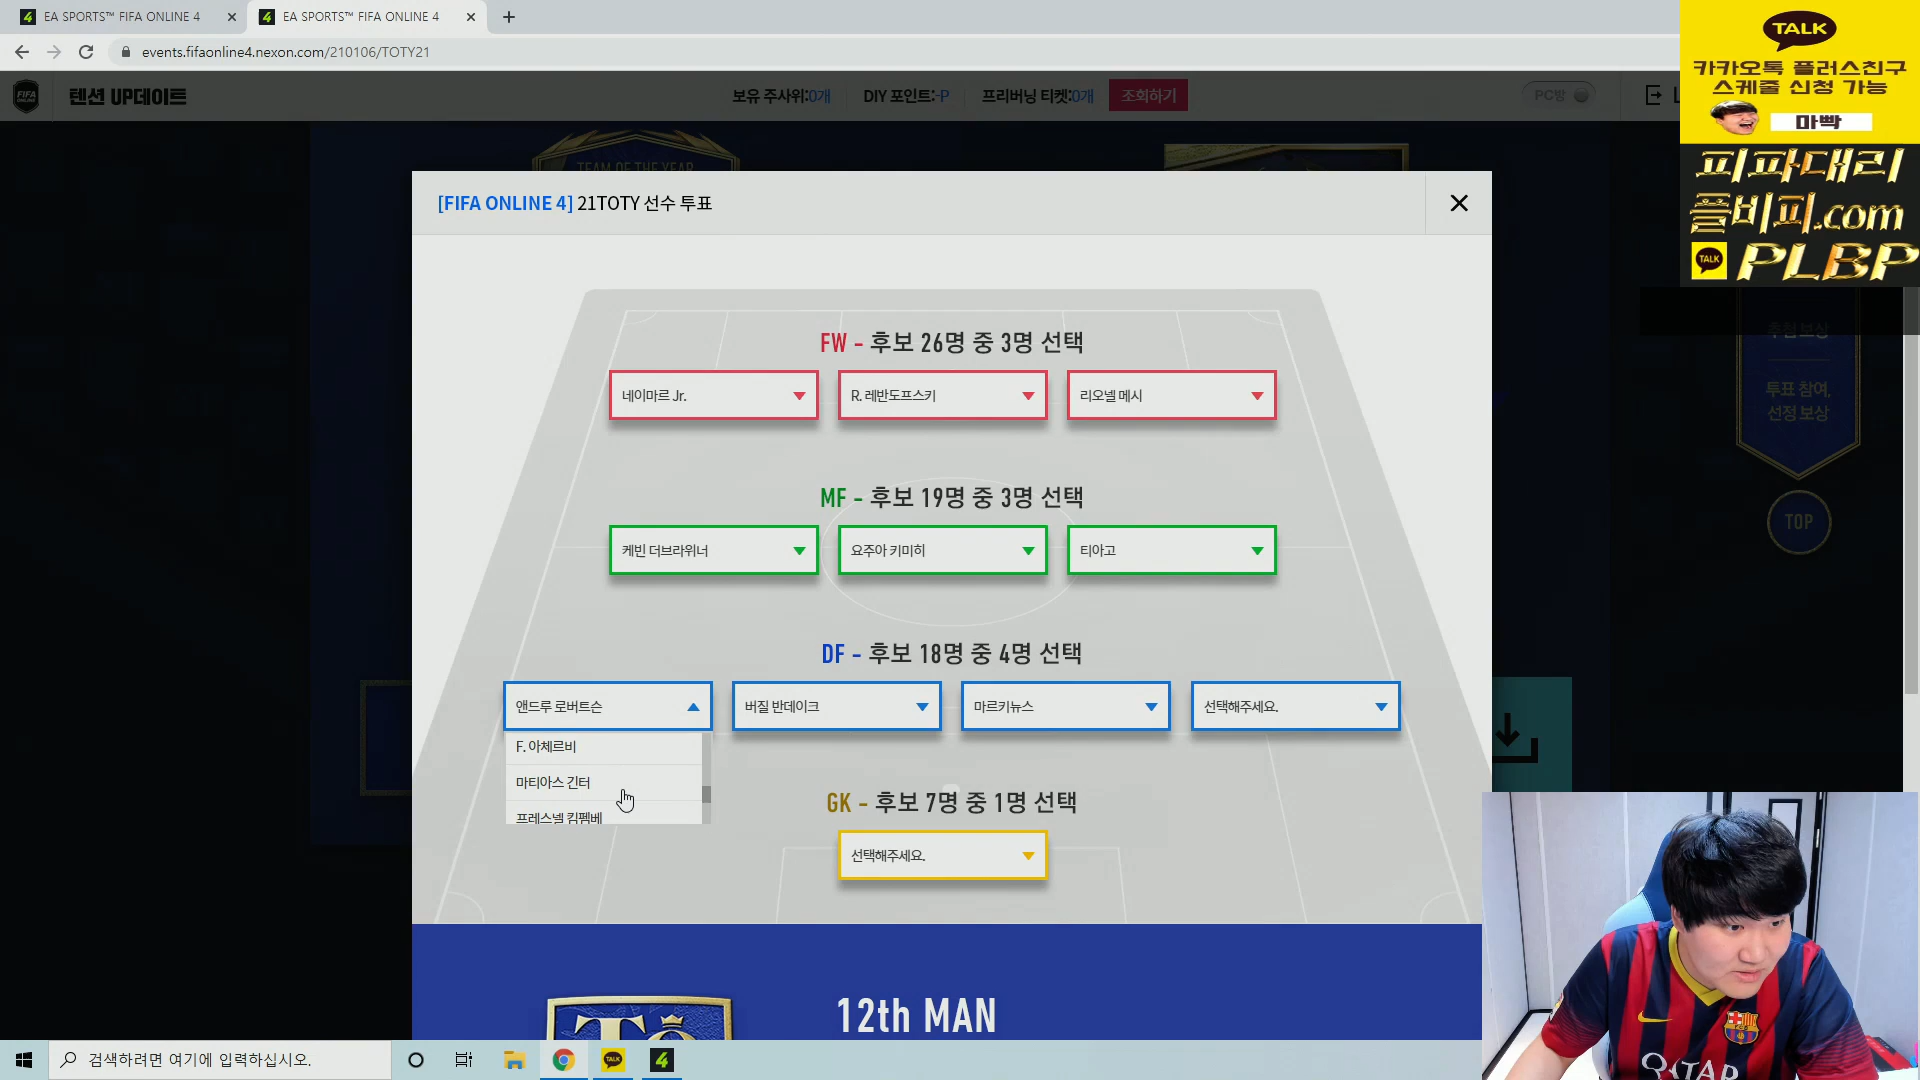 EA SPORTS™ FIFA ONLINE 4
EA SPORTS™ FIFA ONLINE 4
events.fifaonline4.nexon.com/210106/TOTY21
FIFA
텐션 UP데이트
보유 주사위:0개
DIY 포인트:-P
프리버닝 티켓:0개
조회하기
PC방
TALK
카카오톡 플러스친구
스케줄 신청 가능
마빡
피파대리
플비피.com
TALK
PLBP
TEAM OF THE YEAR
[FIFA ONLINE 4] 21TOTY 선수 투표
FW - 후보 26명 중 3명 선택
네이마르 Jr.
R. 레반도프스키
리오넬 메시
MF - 후보 19명 중 3명 선택
케빈 더브라위너
요주아 키미히
티아고
DF - 후보 18명 중 4명 선택
앤드루 로버트슨
버질 반데이크
마르키뉴스
선택해주세요.
F. 아체르비
마티아스 긴터
프레스넬 킴펨베
GK - 후보 7명 중 1명 선택
선택해주세요.
추첨 보상
투표 참여,
선정 보상
TOP
12th MAN
검색하려면 여기에 입력하십시오.
TALK
QATAR